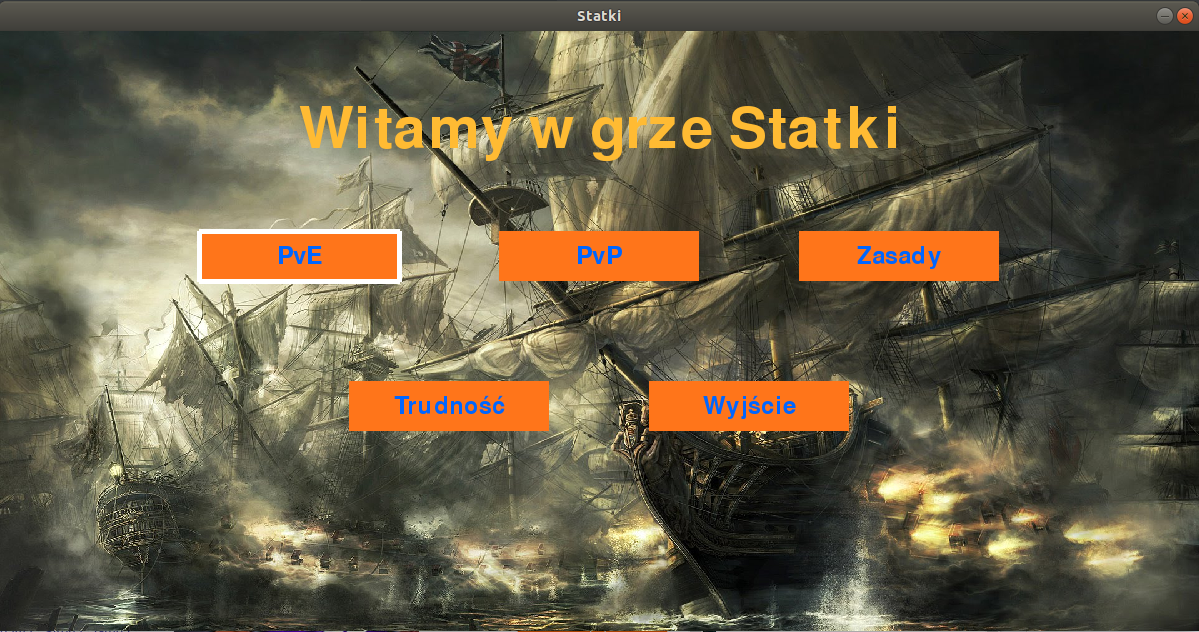 Statki
Witamy w grze Statki
PvE
PvP
Zasady
Trudność
Wyjście